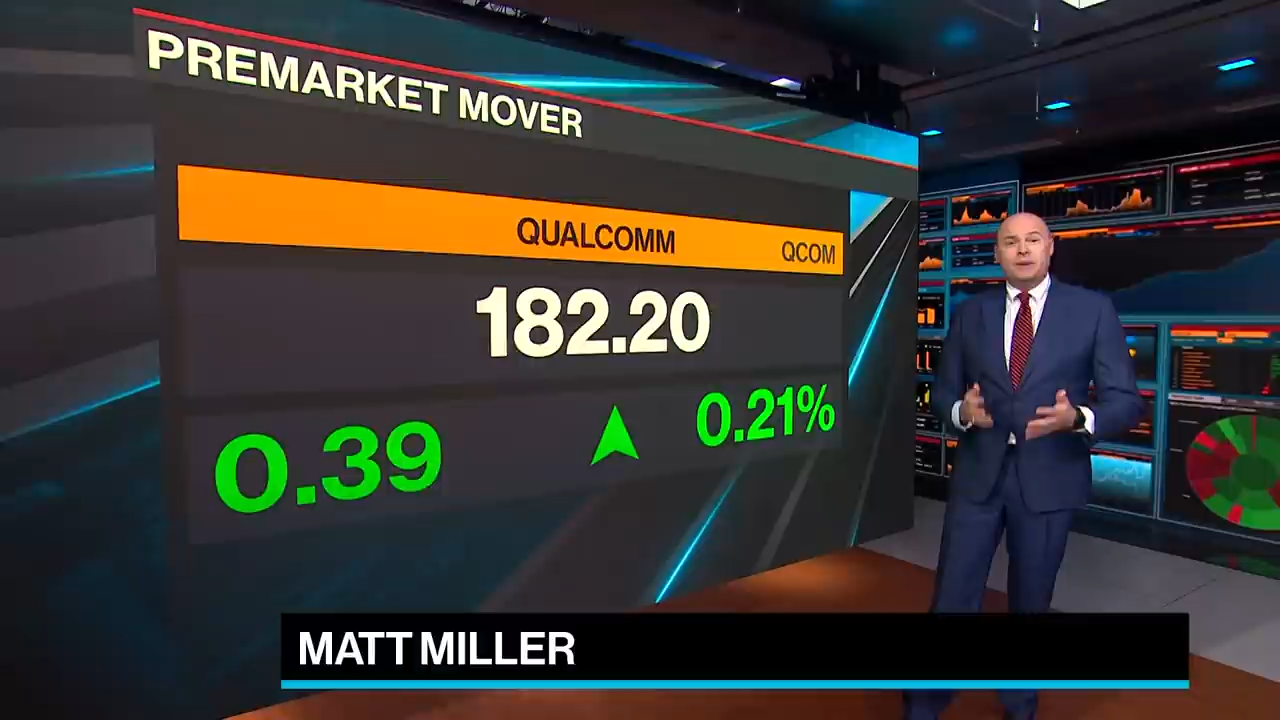 PREMARKET MOVER
QUALCOMM QCOM
182.20
0.39 0.21%
MATT MILLER